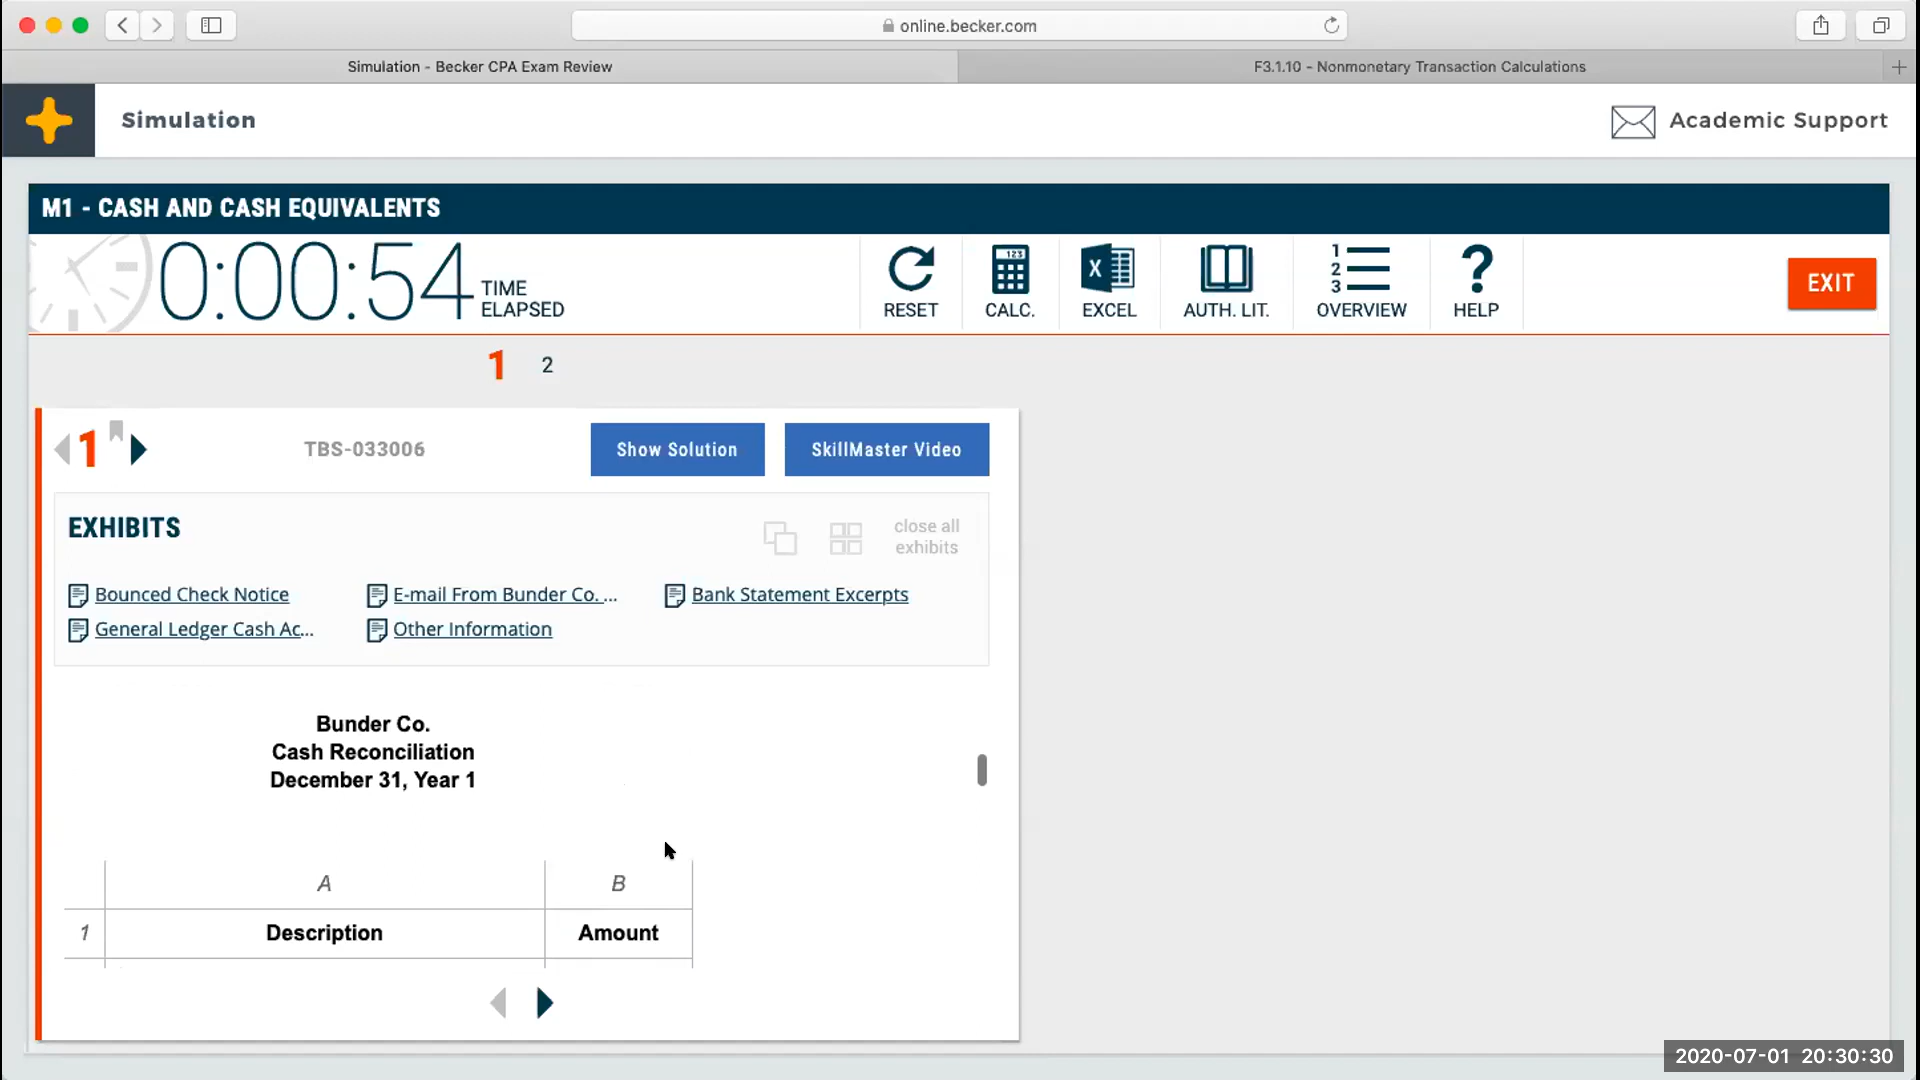 online.becker.com
Simulation - Becker CPA Exam Review
F3.1.10 - Nonmonetary Transaction Calculations
Simulation
Academic Support
M1 - CASH AND CASH EQUIVALENTS
0:00:54 TIME ELAPSED
RESET
123
CALC.
X
EXCEL
AUTH. LIT.
1
2
3
OVERVIEW
?
HELP
EXIT
1 2
1
TBS-033006
Show Solution
SkillMaster Video
EXHIBITS
close all
exhibits
Bounced Check Notice
E-mail From Bunder Co. ...
Bank Statement Excerpts
General Ledger Cash Ac...
Other Information
Bunder Co.
Cash Reconciliation
December 31, Year 1
A B
1 Description Amount
2020-07-01 20:30:30